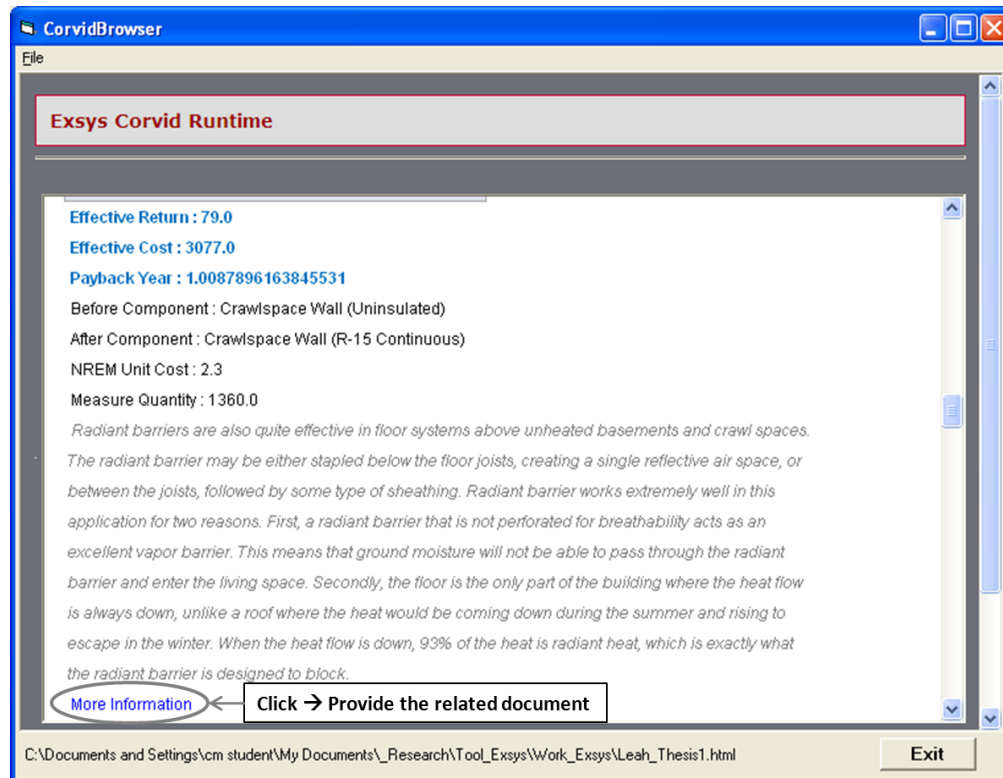 CorvidBrowser
File
Exsys Corvid Runtime
Effective Return : 79.0
Effective Cost : 3077.0
Payback Year : 1.0087896163845531
Before Component : Crawlspace Wall (Uninsulated)
After Component : Crawlspace Wall (R-15 Continuous)
NREM Unit Cost : 2.3
Measure Quantity : 1360.0
Radiant barriers are also quite effective in floor systems above unheated basements and crawl spaces.
The radiant barrier may be either stapled below the floor joists, creating a single reflective air space, or
between the joists, followed by some type of sheathing. Radiant barrier works extremely well in this
application for two reasons. First, a radiant barrier that is not perforated for breathability acts as an
excellent vapor barrier. This means that ground moisture will not be able to pass through the radiant
barrier and enter the living space. Secondly, the floor is the only part of the building where the heat flow
is always down, unlike a roof where the heat would be coming down during the summer and rising to
escape in the winter. When the heat flow is down, 93% of the heat is radiant heat, which is exactly what
the radiant barrier is designed to block.
More Information
Click → Provide the related document
C:\Documents and Settings\cm student\My Documents\_Research\Tool_Exsys\Work_Exsys\Leah_Thesis1.html
Exit